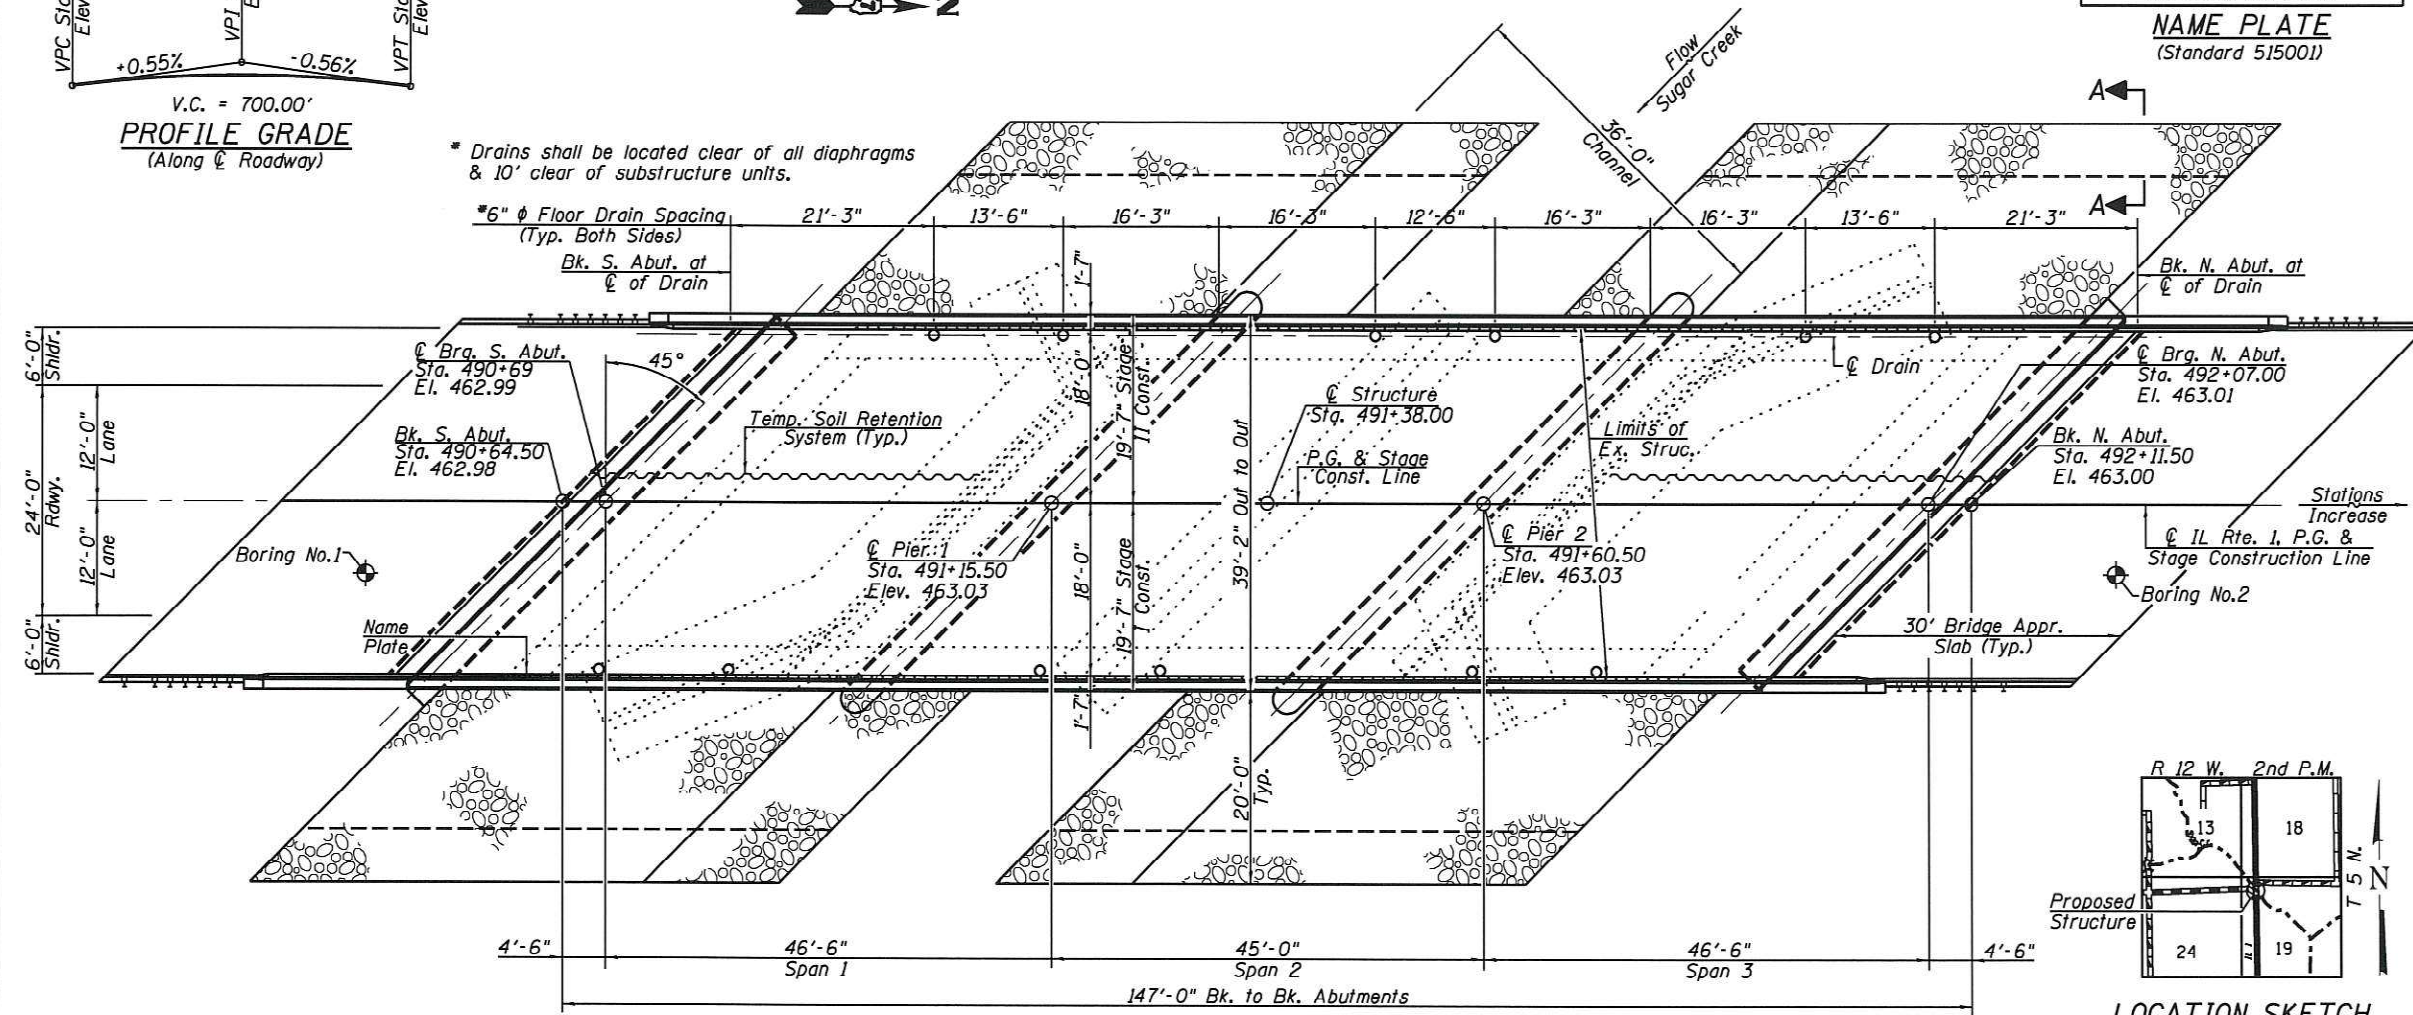 VPC Sta
Elev
VPI
E
VPT Sta
Elev
+0.55%
-0.56%
V.C. = 700.00'
PROFILE GRADE
(Along ℄ Roadway)
N
NAME PLATE
(Standard 515001)
Flow
Sugar Creek
36'-0"
Channel
A
A
* Drains shall be located clear of all diaphragms
& 10' clear of substructure units.
*6" ϕ Floor Drain Spacing
(Typ. Both Sides)
21'-3"
13'-6"
16'-3"
16'-3"
12'-6"
16'-3"
16'-3"
13'-6"
21'-3"
Bk. S. Abut. at
℄ of Drain
Bk. N. Abut. at
℄ of Drain
1'-7"
6'-0"
Shldr.
12'-0"
Lane
24'-0"
Rdwy.
12'-0"
Lane
6'-0"
Shldr.
℄ Brg. S. Abut.
Sta. 490+69
El. 462.99
45°
Bk. S. Abut.
Sta. 490+64.50
El. 462.98
Temp. Soil Retention
System (Typ.)
18'-0"
19'-7" Stage
II Const.
℄ Structure
Sta. 491+38.00
P.G. & Stage
Const. Line
Limits of
Ex. Struc.
℄ Drain
℄ Brg. N. Abut.
Sta. 492+07.00
El. 463.01
Bk. N. Abut.
Sta. 492+11.50
El. 463.00
Stations
Increase
℄ IL Rte. 1, P.G. &
Stage Construction Line
Boring No.1
℄ Pier 1
Sta. 491+15.50
Elev. 463.03
18'-0"
19'-7" Stage
I Const.
39'-2" Out to Out
℄ Pier 2
Sta. 491+60.50
Elev. 463.03
Boring No.2
30' Bridge Appr.
Slab (Typ.)
Name
Plate
1'-7"
20'-0"
Typ.
4'-6"
46'-6"
Span 1
45'-0"
Span 2
46'-6"
Span 3
4'-6"
147'-0" Bk. to Bk. Abutments
R 12 W.
2nd P.M.
13
18
24
19
T 5 N.
N
Proposed
Structure
LOCATION SKETCH